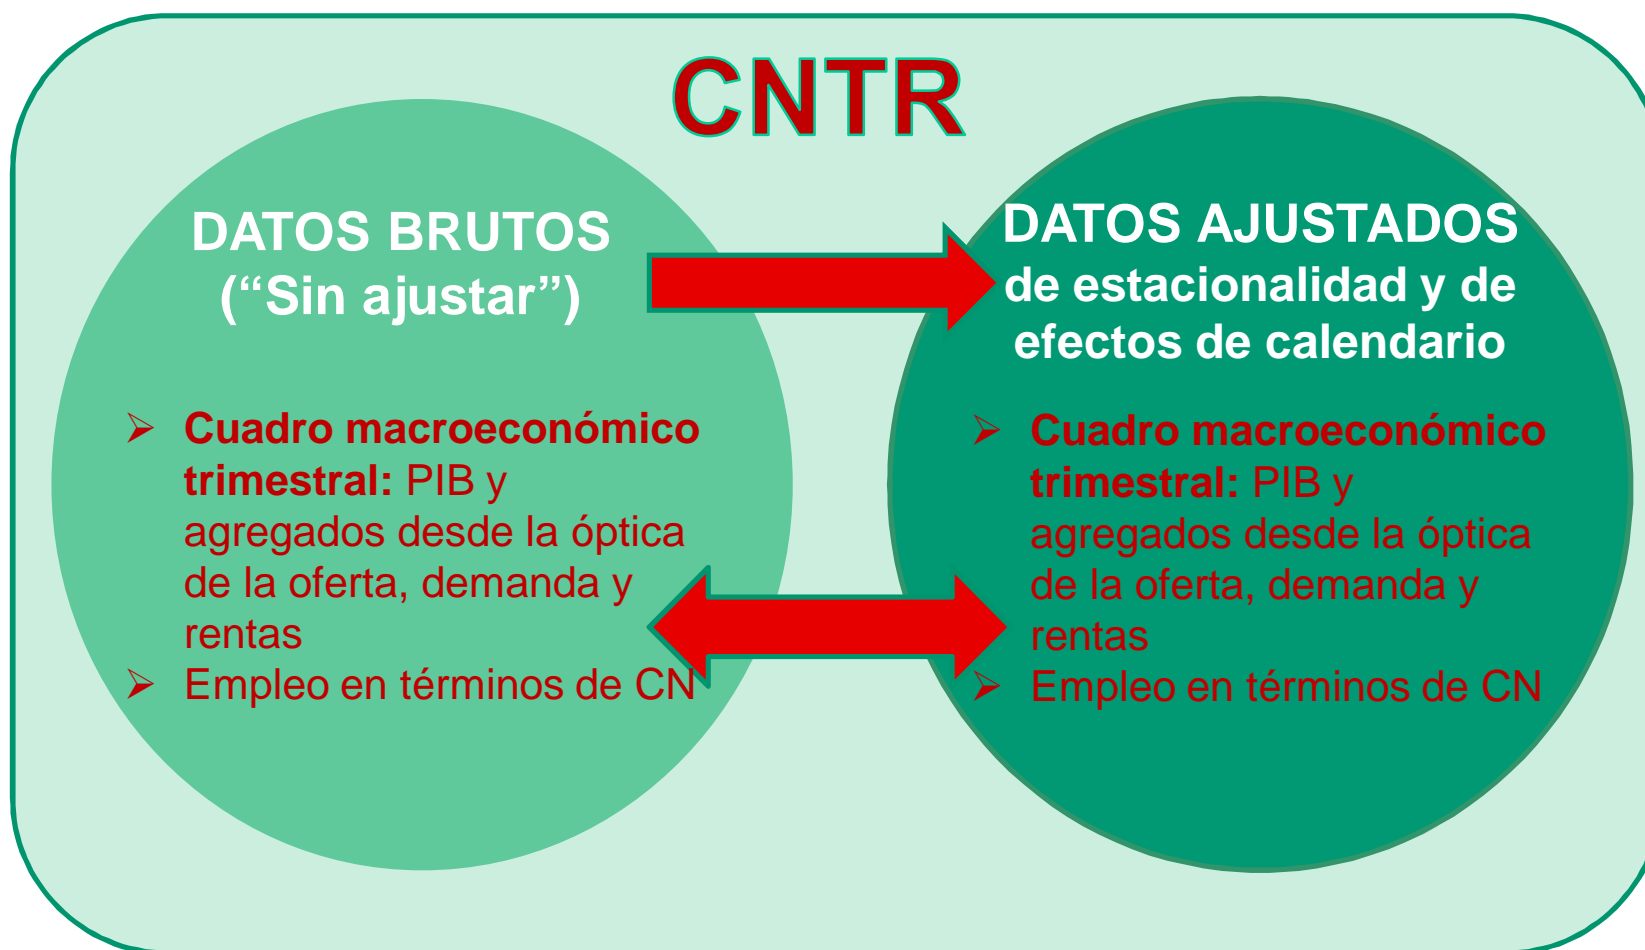 CNTR
DATOS BRUTOS
(“Sin ajustar”)
➢ Cuadro macroeconómico
trimestral: PIB y
agregados desde la óptica
de la oferta, demanda y
rentas
➢ Empleo en términos de CN
DATOS AJUSTADOS
de estacionalidad y de
efectos de calendario
➢ Cuadro macroeconómico
trimestral: PIB y
agregados desde la óptica
de la oferta, demanda y
rentas
➢ Empleo en términos de CN